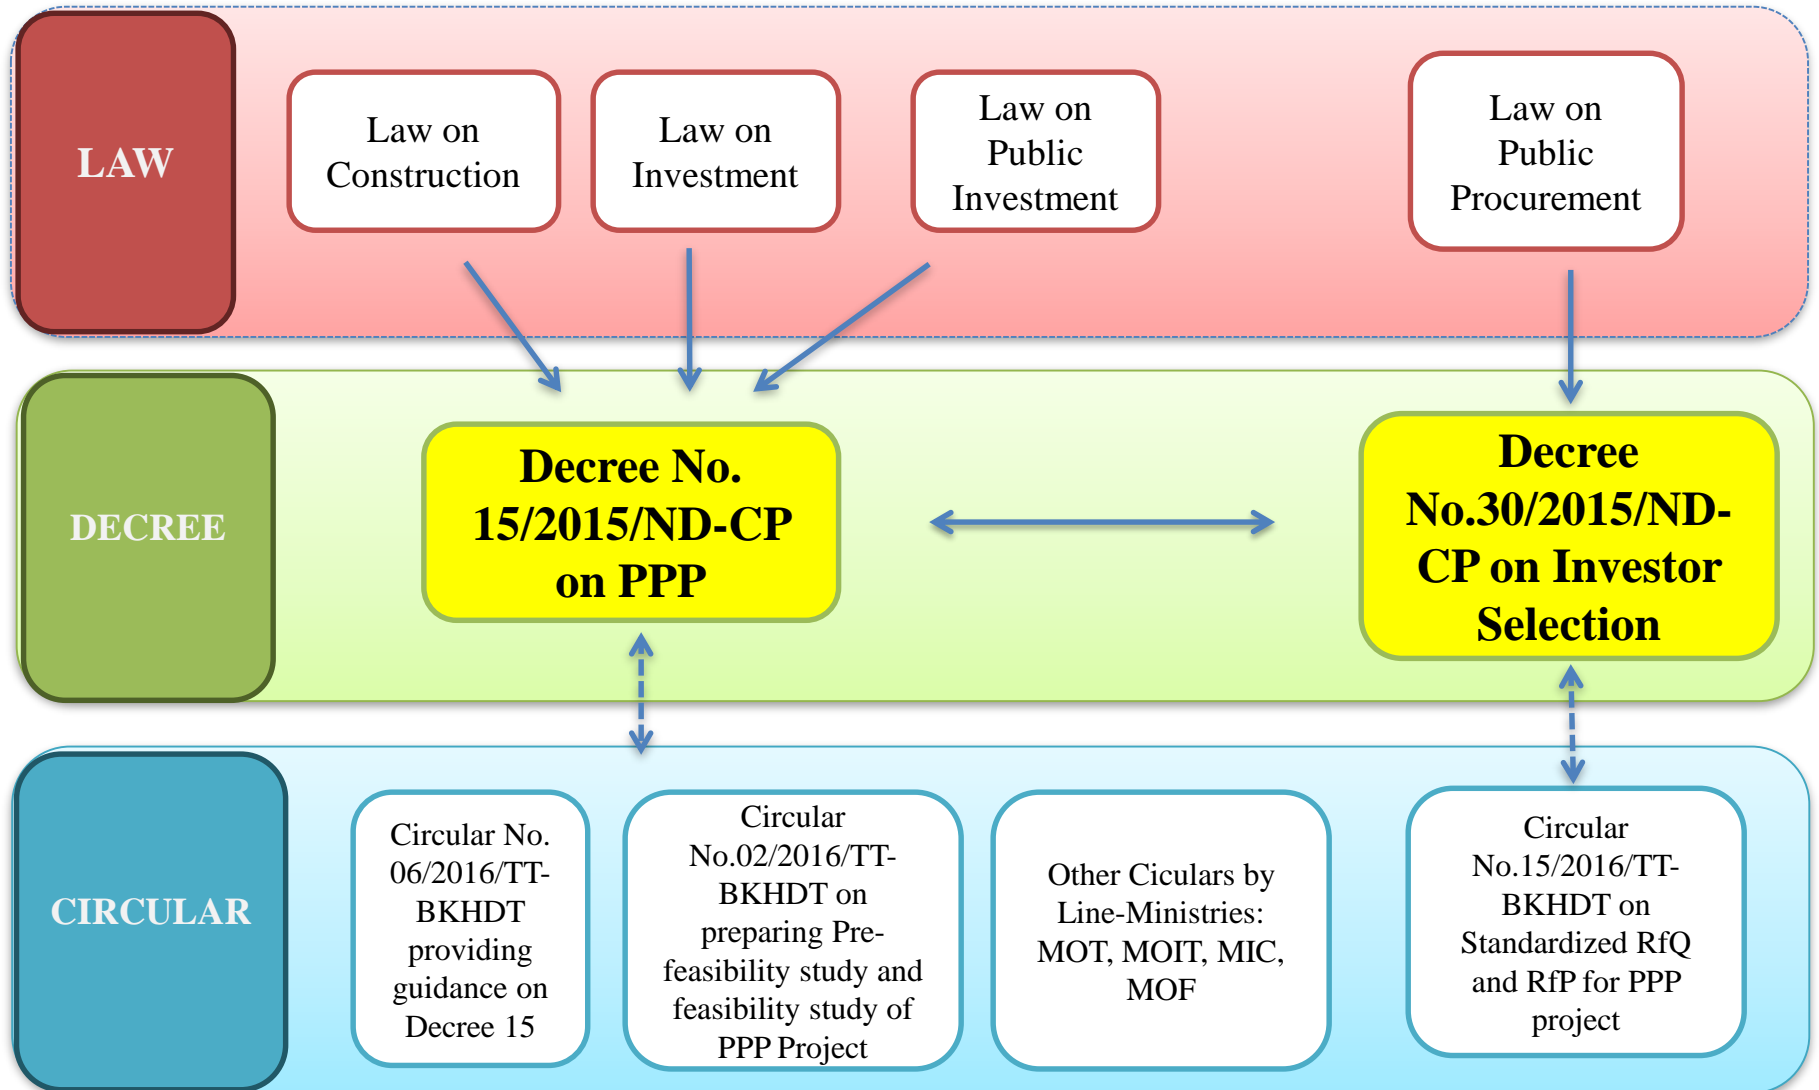 LAW
Law on
Construction
Law on
Investment
Law on
Public
Investment
Law on
Public
Procurement
DECREE
Decree No.
15/2015/ND-CP
on PPP
Decree
No.30/2015/ND-
CP on Investor
Selection
CIRCULAR
Circular No.
06/2016/TT-
BKHDT
providing
guidance on
Decree 15
Circular
No.02/2016/TT-
BKHDT on
preparing Pre-
feasibility study and
feasibility study of
PPP Project
Other Ciculars by
Line-Ministries:
MOT, MOIT, MIC,
MOF
Circular
No.15/2016/TT-
BKHDT on
Standardized RfQ
and RfP for PPP
project